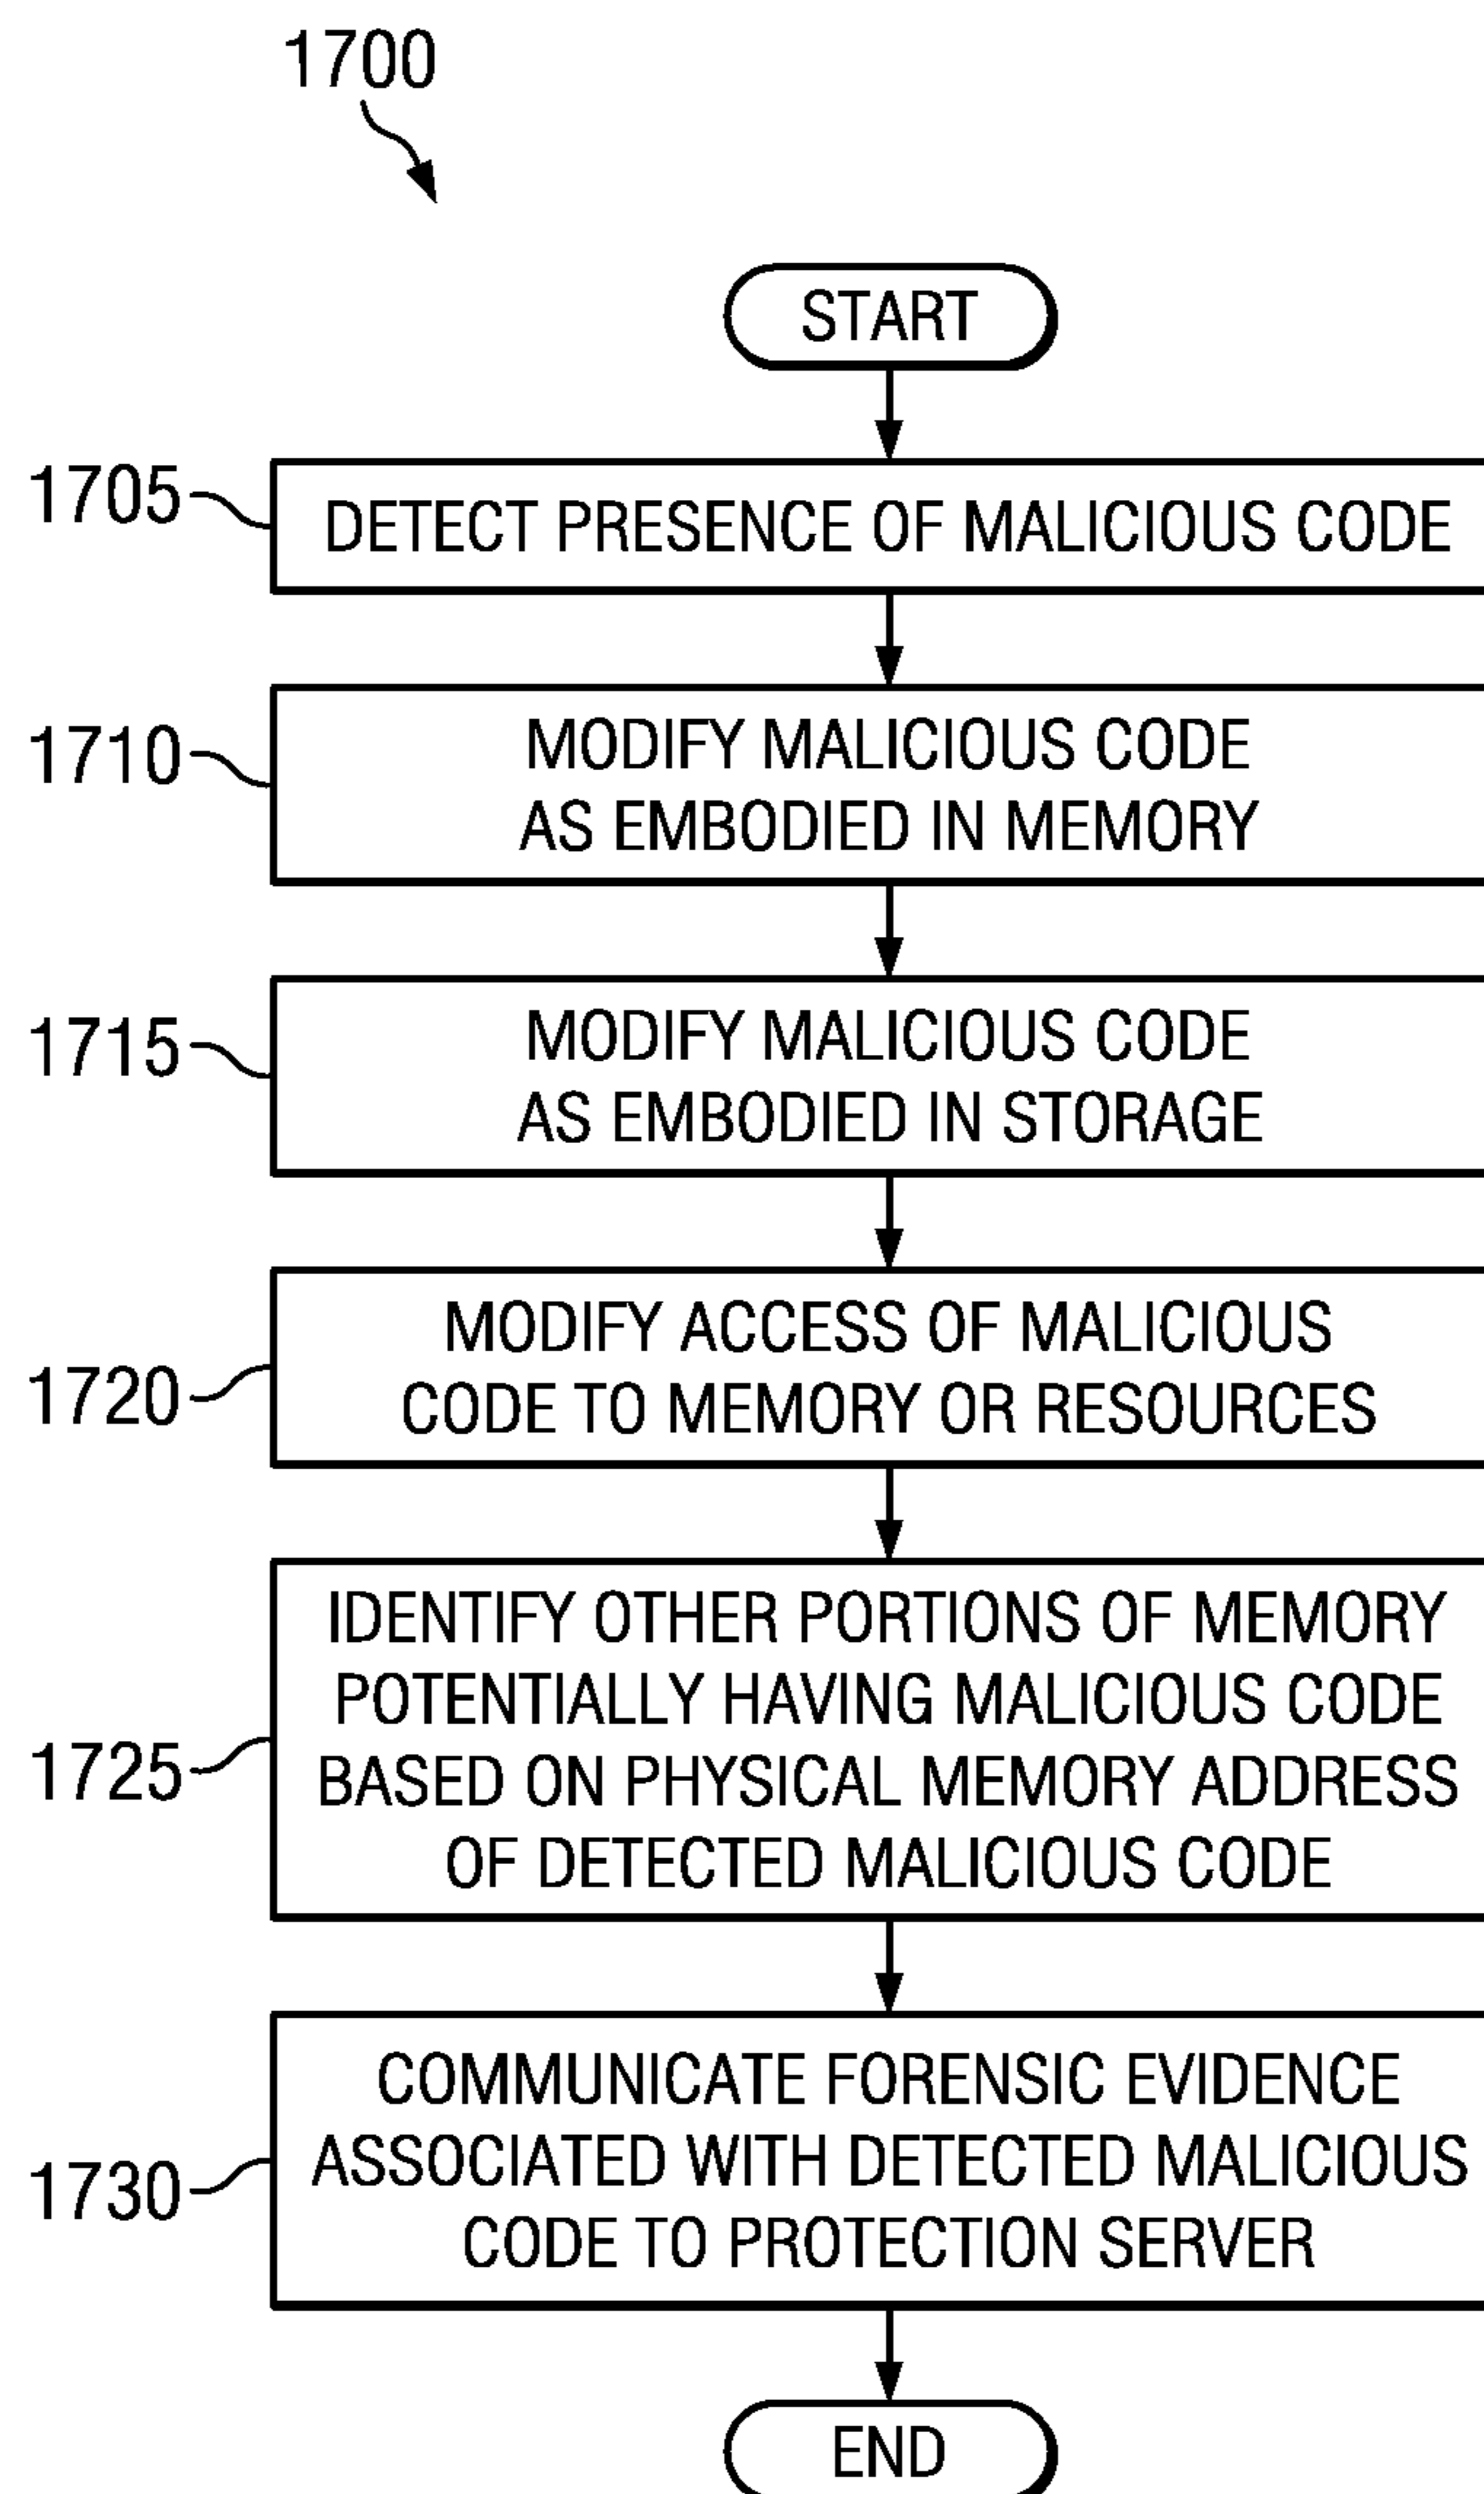 1700
START
1705
DETECT PRESENCE OF MALICIOUS CODE
1710
MODIFY MALICIOUS CODE
AS EMBODIED IN MEMORY
1715
MODIFY MALICIOUS CODE
AS EMBODIED IN STORAGE
1720
MODIFY ACCESS OF MALICIOUS
CODE TO MEMORY OR RESOURCES
1725
IDENTIFY OTHER PORTIONS OF MEMORY
POTENTIALLY HAVING MALICIOUS CODE
BASED ON PHYSICAL MEMORY ADDRESS
OF DETECTED MALICIOUS CODE
1730
COMMUNICATE FORENSIC EVIDENCE
ASSOCIATED WITH DETECTED MALICIOUS
CODE TO PROTECTION SERVER
END